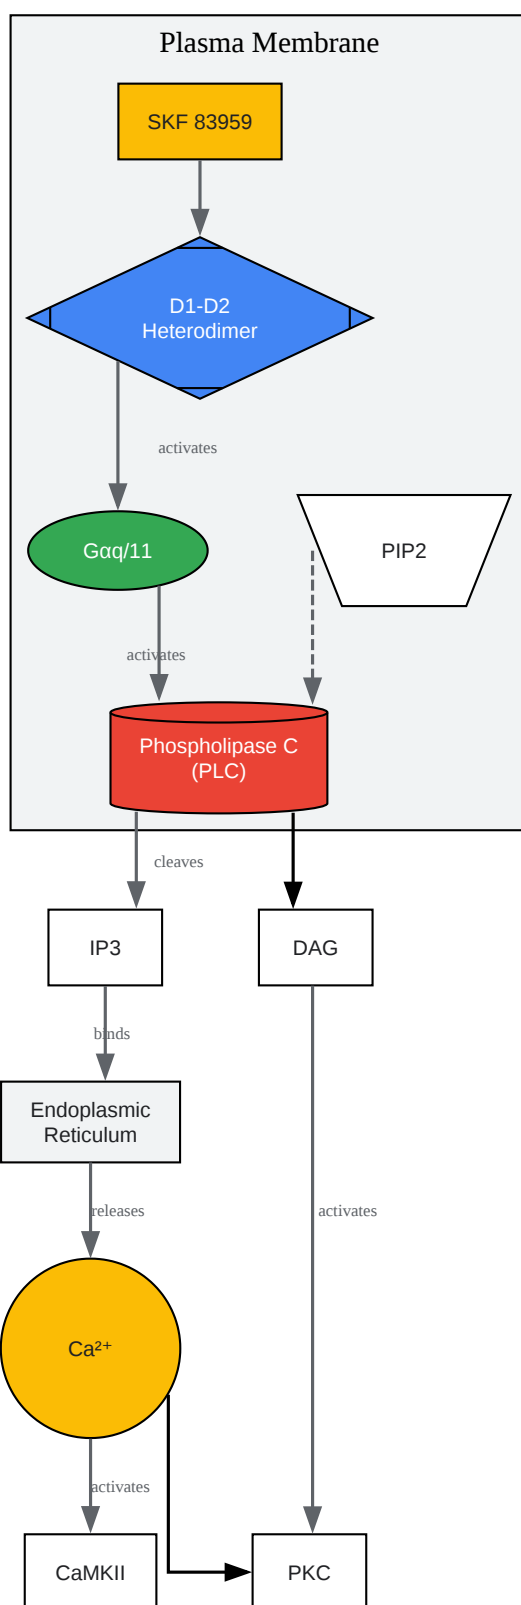 Plasma Membrane
SKF 83959
D1-D2
Heterodimer
activates
Gαq/11
PIP2
activates
Phospholipase C
(PLC)
cleaves
IP3
DAG
binds
Endoplasmic
Reticulum
releases
activates
Ca²⁺
activates
CaMKII
PKC